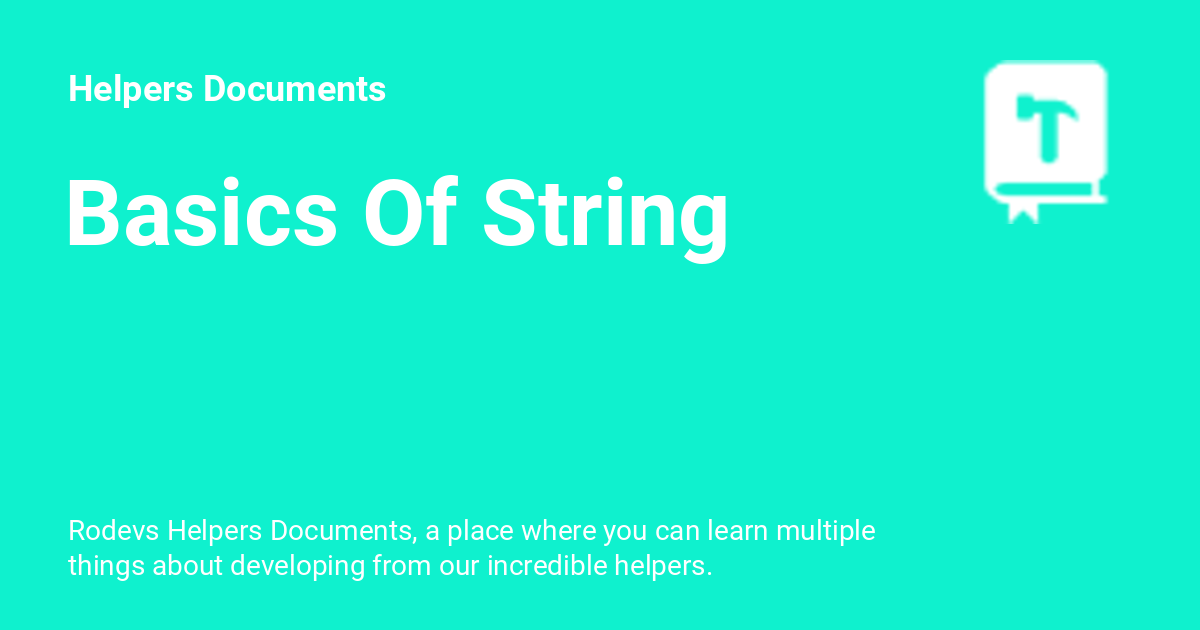 Helpers Documents
Basics Of String
Rodevs Helpers Documents, a place where you can learn multiple
things about developing from our incredible helpers.